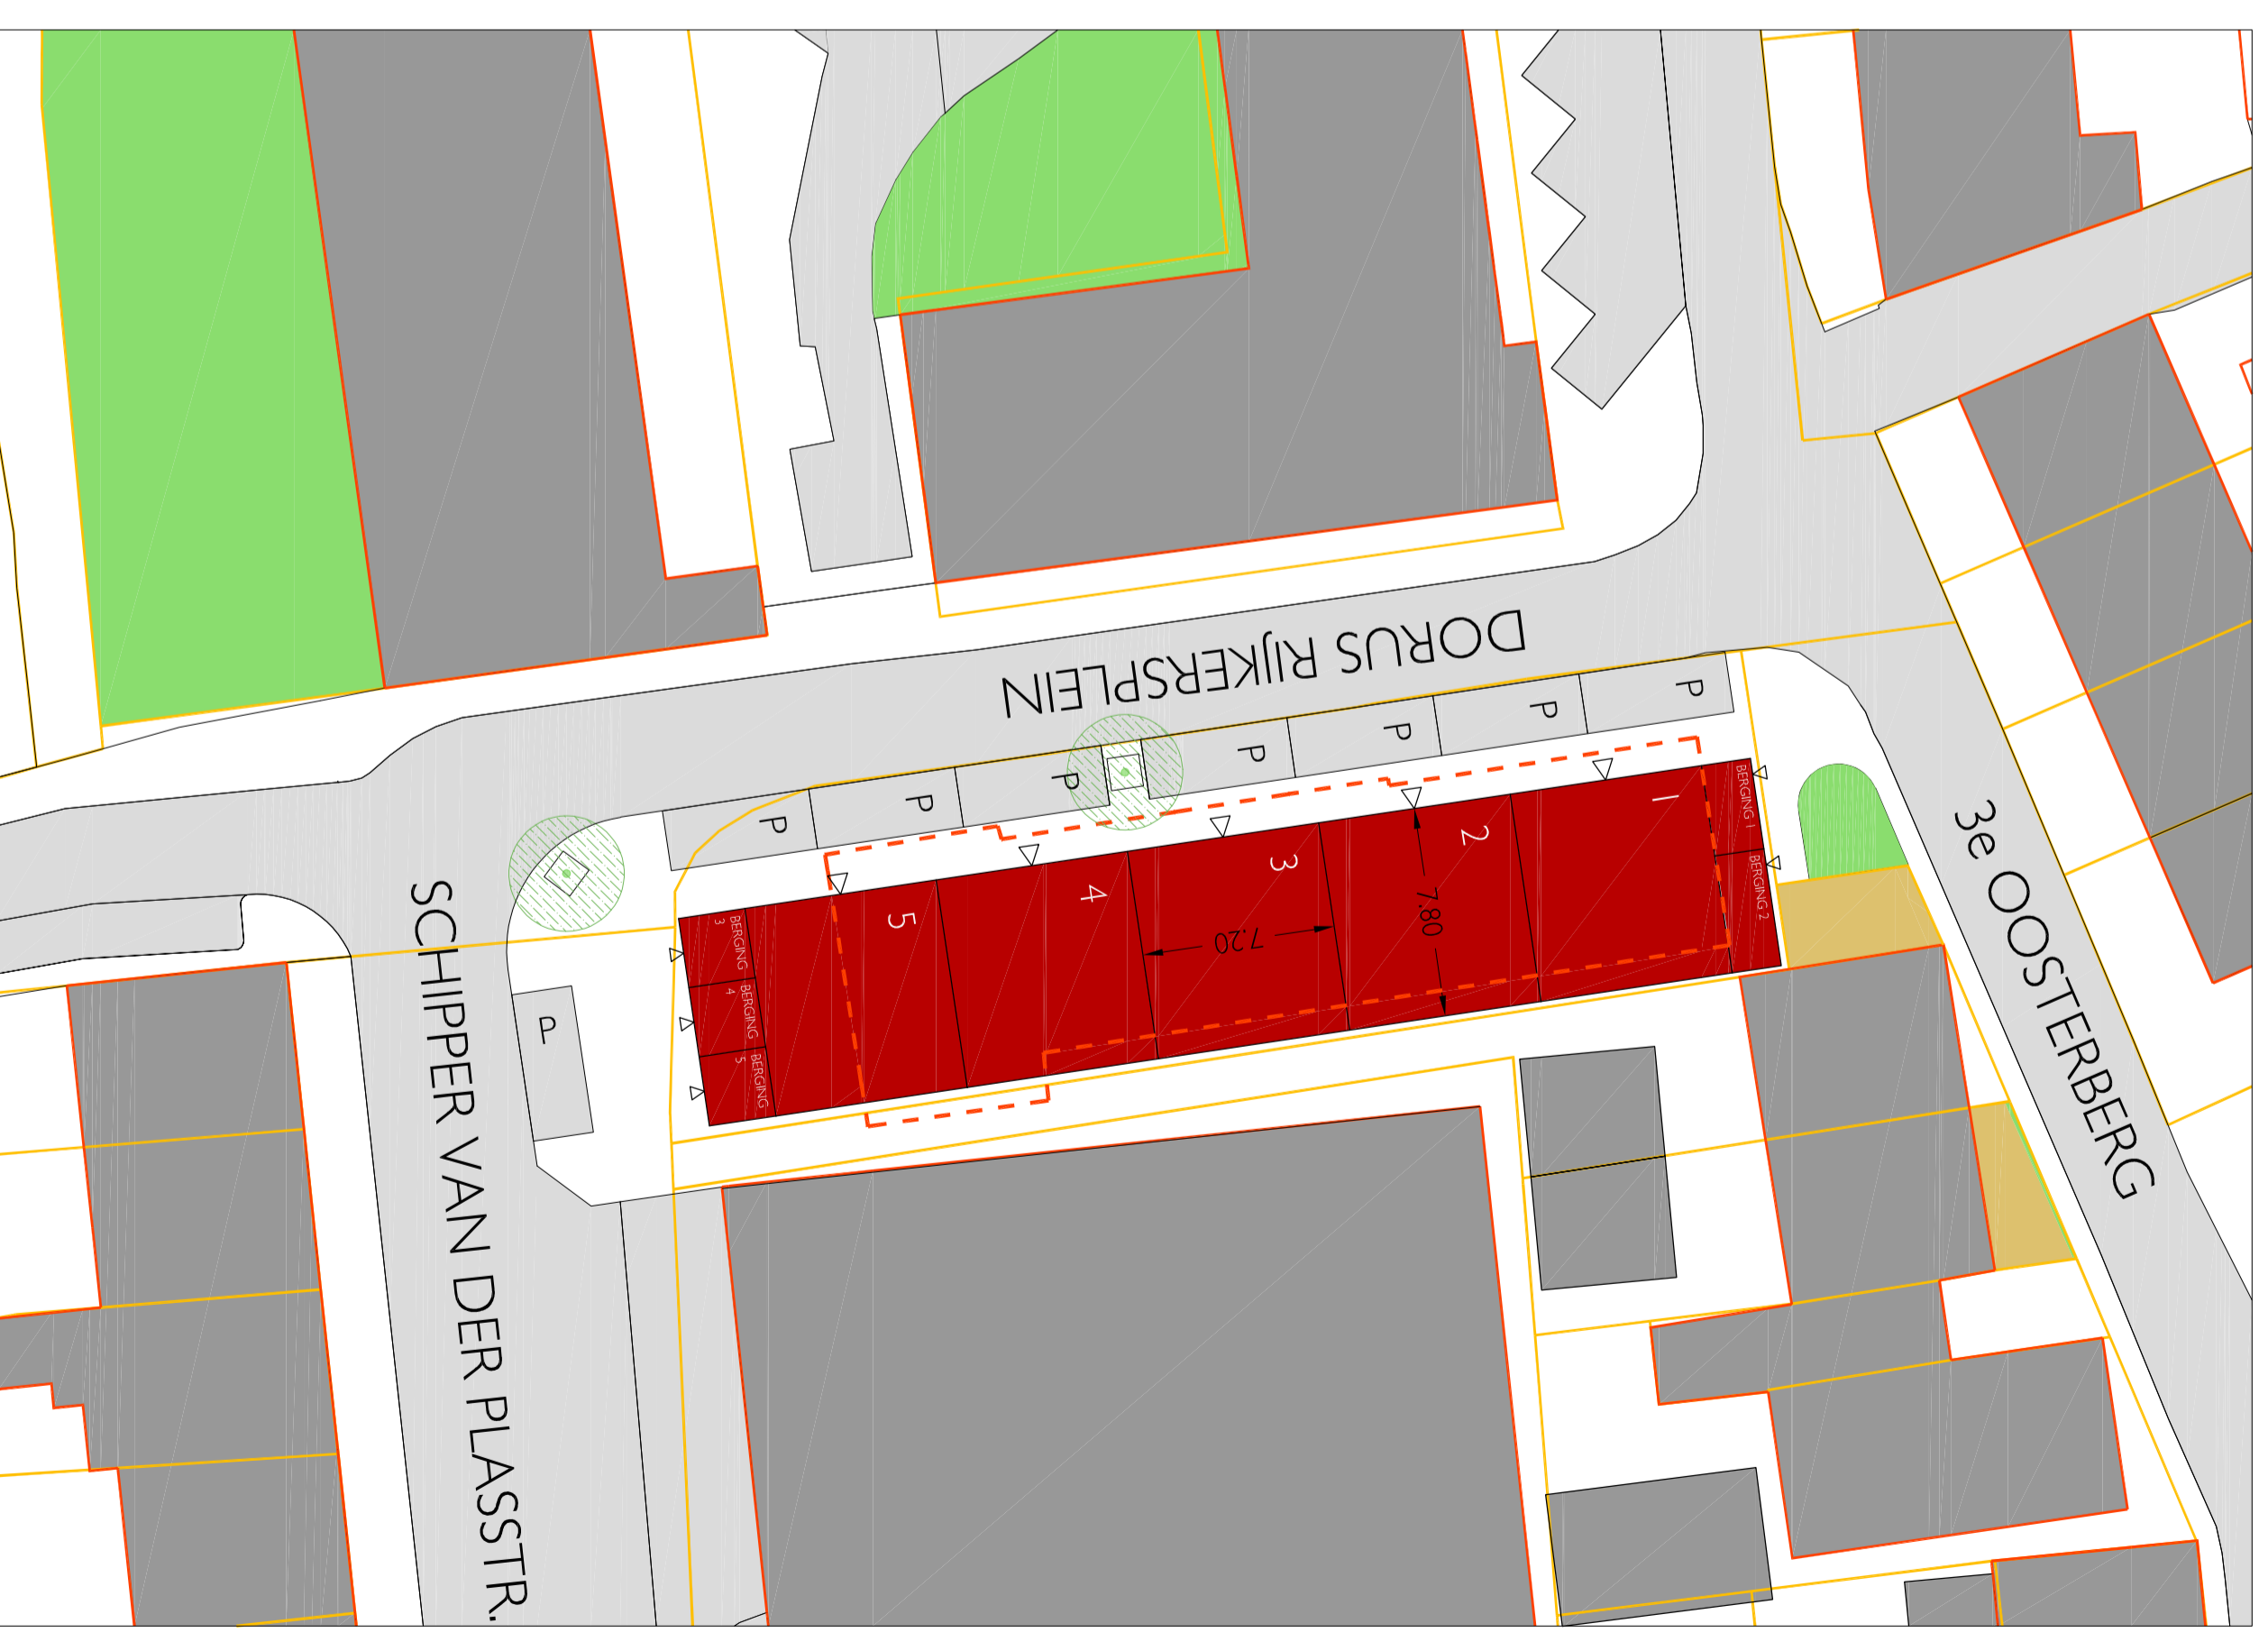 DORUS RIJKERSPLEIN
P
P
P
P
P
P
P
P
SCHIPPER VAN DER PLASSTR.
3e OOSTERBERG
1
2
3
4
5
7.80
7.20
BERGING 1
BERGING 2
BERGING
3
BERGING
4
BERGING
5